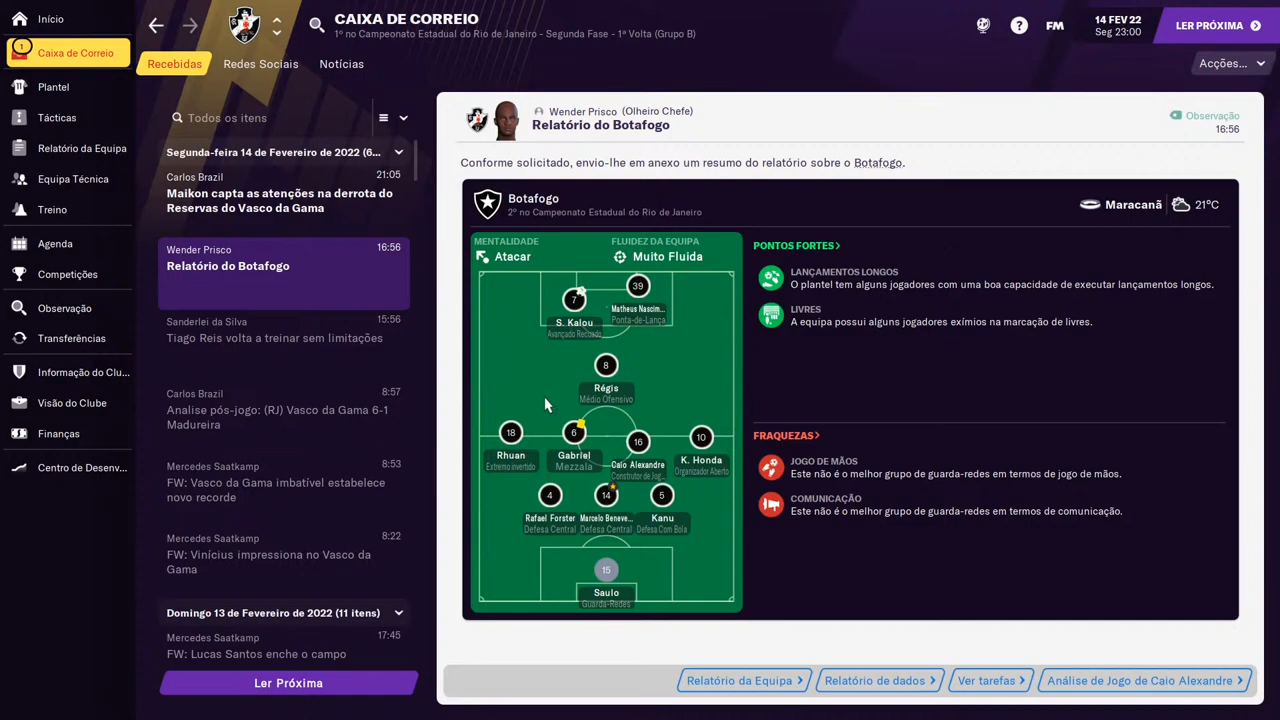 Início
CAIXA DE CORREIO
1º no Campeonato Estadual do Rio de Janeiro - Segunda Fase - 1ª Volta (Grupo B)
FM
14 FEV 22
Seg 23:00
LER PRÓXIMA
1
Caixa de Correio
Recebidas
Redes Sociais
Notícias
Acções...
Plantel
Tácticas
Relatório da Equipa
Equipa Técnica
Treino
Agenda
Competições
Observação
Transferências
Informação do Clu...
Visão do Clube
Finanças
Centro de Desenv...
Todos os itens
Segunda-feira 14 de Fevereiro de 2022 (6...
Carlos Brazil
21:05
Maikon capta as atenções na derrota do
Reservas do Vasco da Gama
Wender Prisco
16:56
Relatório do Botafogo
Sanderlei da Silva
15:56
Tiago Reis volta a treinar sem limitações
Carlos Brazil
8:57
Analise pós-jogo: (RJ) Vasco da Gama 6-1
Madureira
Mercedes Saatkamp
8:53
FW: Vasco da Gama imbatível estabelece
novo recorde
Mercedes Saatkamp
8:22
FW: Vinícius impressiona no Vasco da
Gama
Domingo 13 de Fevereiro de 2022 (11 itens)
Mercedes Saatkamp
17:45
FW: Lucas Santos enche o campo
Ler Próxima
Wender Prisco (Olheiro Chefe)
Relatório do Botafogo
Observação
16:56
Conforme solicitado, envio-lhe em anexo um resumo do relatório sobre o Botafogo.
Botafogo
2º no Campeonato Estadual do Rio de Janeiro
Maracanã
21ºC
MENTALIDADE
Atacar
FLUIDEZ DA EQUIPA
Muito Fluida
7
S. Kalou
Avançado Recuado
39
Matheus Nascim...
Ponta-de-Lança
8
Régis
Médio Ofensivo
18
Rhuan
Extremo Invertido
6
Gabriel
Mezzala
16
Caio Alexandre
Construtor de Jog...
10
K. Honda
Organizador Aberto
4
Rafael Forster
Defesa Central
14
Marcelo Beneve...
Defesa Central
5
Kanu
Defesa Com Bola
15
Saulo
Guarda-Redes
PONTOS FORTES
LANÇAMENTOS LONGOS
O plantel tem alguns jogadores com uma boa capacidade de executar lançamentos longos.
LIVRES
A equipa possui alguns jogadores exímios na marcação de livres.
FRAQUEZAS
JOGO DE MÃOS
Este não é o melhor grupo de guarda-redes em termos de jogo de mãos.
COMUNICAÇÃO
Este não é o melhor grupo de guarda-redes em termos de comunicação.
Relatório da Equipa
Relatório de dados
Ver tarefas
Análise de Jogo de Caio Alexandre